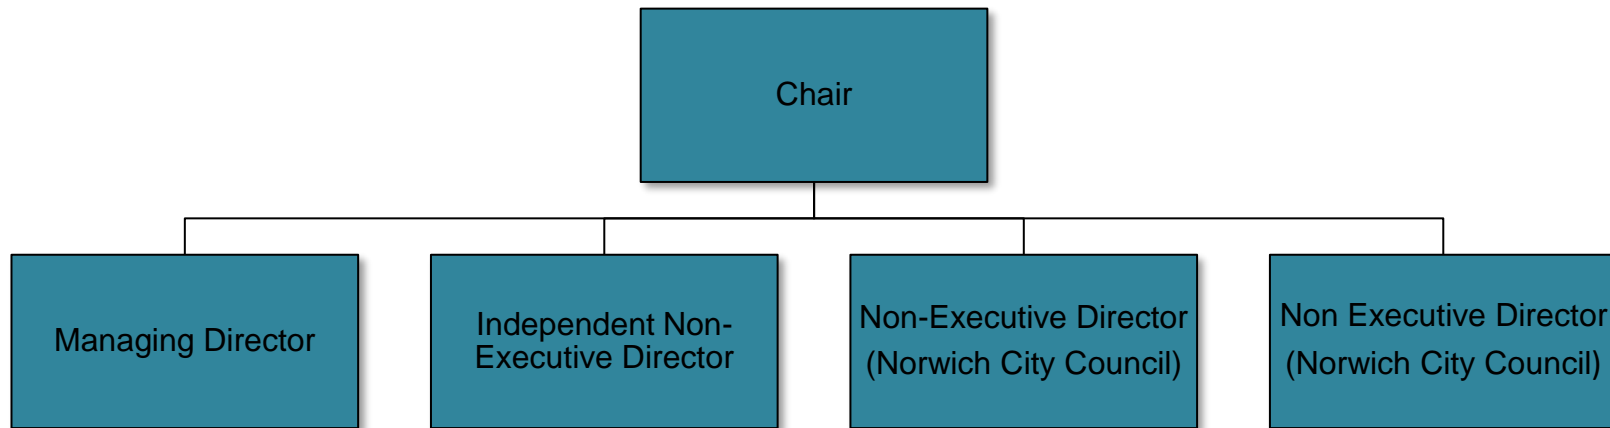 Chair
Managing Director
Independent Non-
Executive Director
Non-Executive Director
(Norwich City Council)
Non Executive Director
(Norwich City Council)